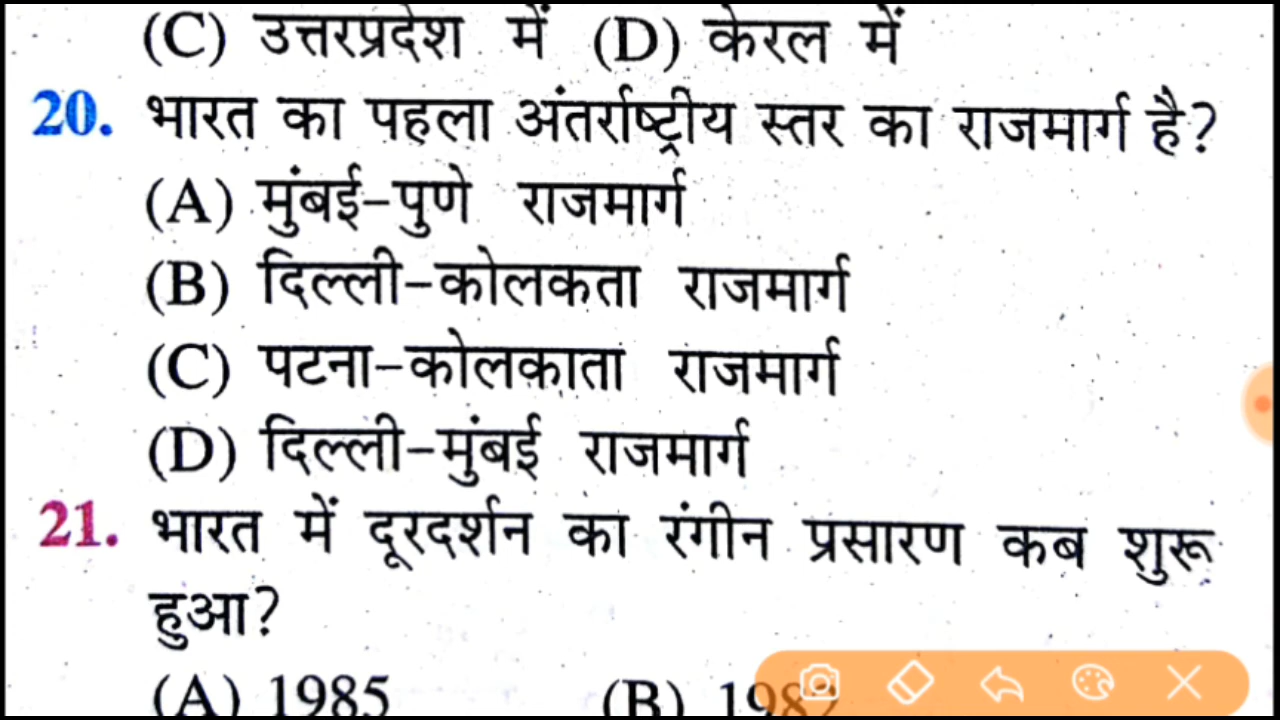 (C) उत्तरप्रदेश में (D) केरल में
20. भारत का पहला अंतर्राष्ट्रीय स्तर का राजमार्ग है?
(A) मुंबई-पुणे राजमार्ग
(B) दिल्ली-कोलकता राजमार्ग
(C) पटना-कोलकाता राजमार्ग
(D) दिल्ली-मुंबई राजमार्ग
21. भारत में दूरदर्शन का रंगीन प्रसारण कब शुरू
हुआ?
(A) 1985 (B)